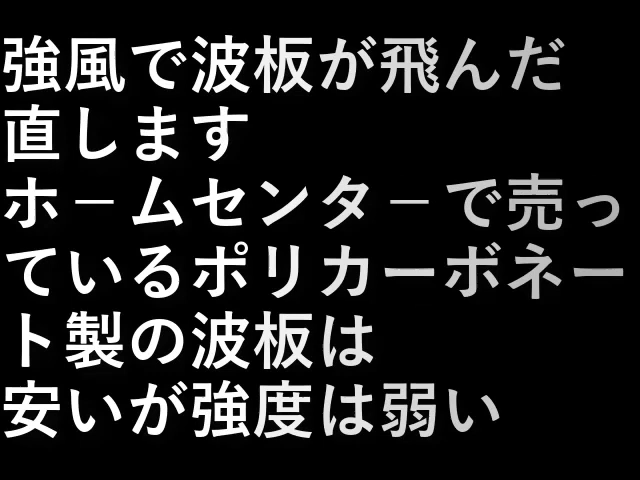 強風で波板が飛んだ
直します
ホ－ムセンタ－で売っ
ているポリカーボネー
ト製の波板は
安いが強度は弱い